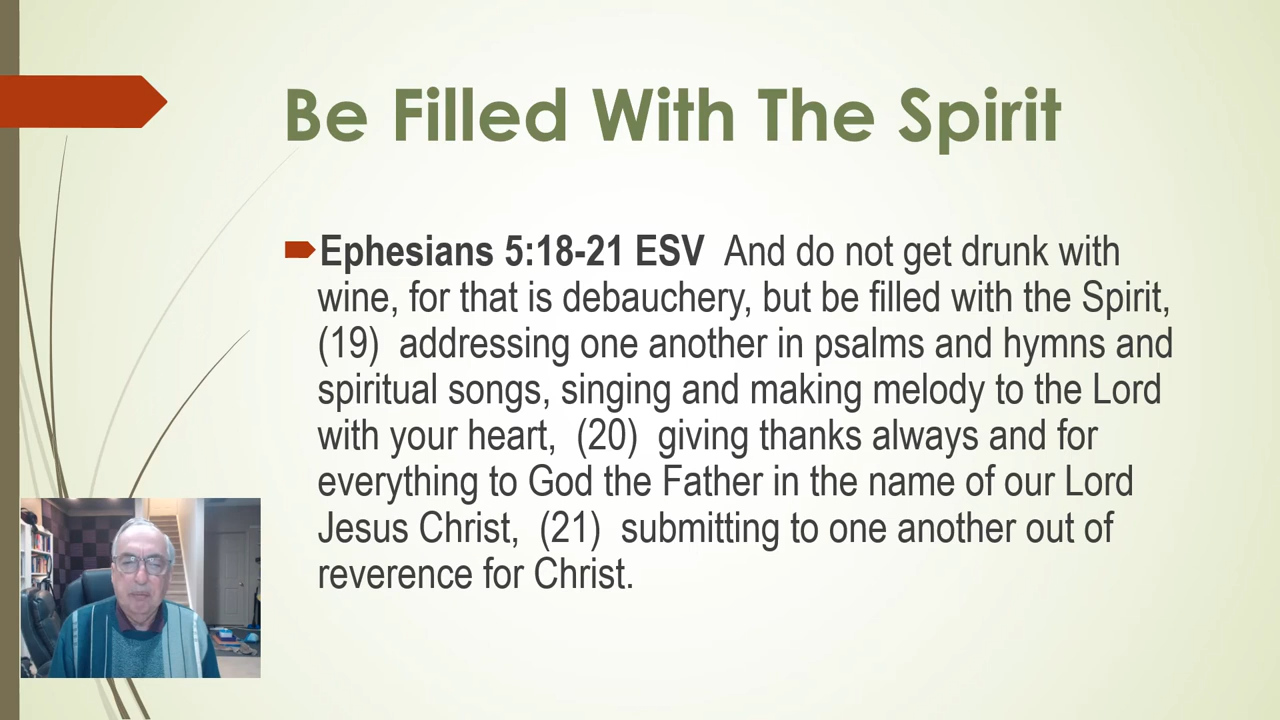 Be Filled With The Spirit
Ephesians 5:18-21 ESV  And do not get drunk with
wine, for that is debauchery, but be filled with the Spirit,
(19)  addressing one another in psalms and hymns and
spiritual songs, singing and making melody to the Lord
with your heart,  (20)  giving thanks always and for
everything to God the Father in the name of our Lord
Jesus Christ,  (21)  submitting to one another out of
reverence for Christ.